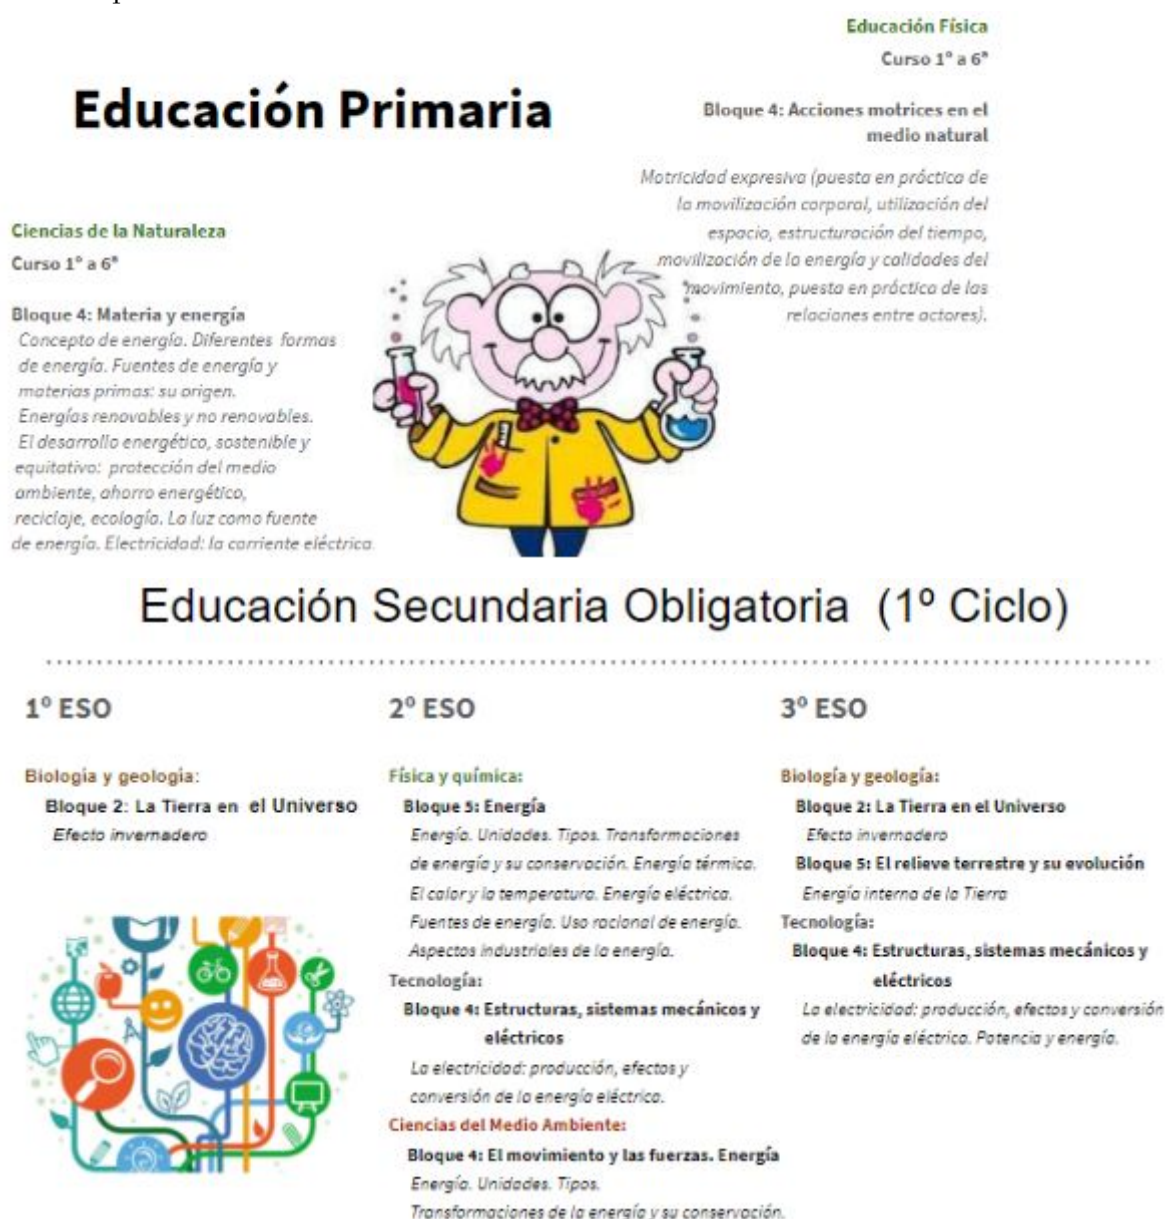 Educación Primaria
Educación Física
Curso 1º a 6º
Bloque 4: Acciones motrices en el
medio natural
Motricidad expresiva (puesta en práctica de
la movilización corporal, utilización del
espacio, estructuración del tiempo,
movilización de la energía y calidades del
movimiento, puesta en práctica de las
relaciones entre actores).
Ciencias de la Naturaleza
Curso 1º a 6º
Bloque 4: Materia y energía
Concepto de energía. Diferentes formas
de energía. Fuentes de energía y
materias primas: su origen.
Energías renovables y no renovables.
El desarrollo energético, sostenible y
equitativo: protección del medio
ambiente, ahorro energético,
reciclaje, ecología. La luz como fuente
de energía. Electricidad: la corriente eléctrica
Educación Secundaria Obligatoria (1º Ciclo)
1º ESO
Biología y geologia:
Bloque 2: La Tierra en el Universo
Efecto invernadero
2º ESO
Física y química:
Bloque 5: Energía
Energía. Unidades. Tipos. Transformaciones
de energía y su conservación. Energía térmica.
El calor y la temperatura. Energía eléctrica.
Fuentes de energía. Uso racional de energía.
Aspectos industriales de la energía.
Tecnología:
Bloque 4: Estructuras, sistemas mecánicos y
eléctricos
La electricidad: producción, efectos y
conversión de la energía eléctrica.
Ciencias del Medio Ambiente:
Bloque 4: El movimiento y las fuerzas. Energía
Energía. Unidades. Tipos.
Transformaciones de la energía y su conservación.
3º ESO
Biología y geología:
Bloque 2: La Tierra en el Universo
Efecto invernadero
Bloque 5: El relieve terrestre y su evolución
Energía interna de la Tierra
Tecnología:
Bloque 4: Estructuras, sistemas mecánicos y
eléctricos
La electricidad: producción, efectos y conversión
de la energía eléctrica. Potencia y energía.